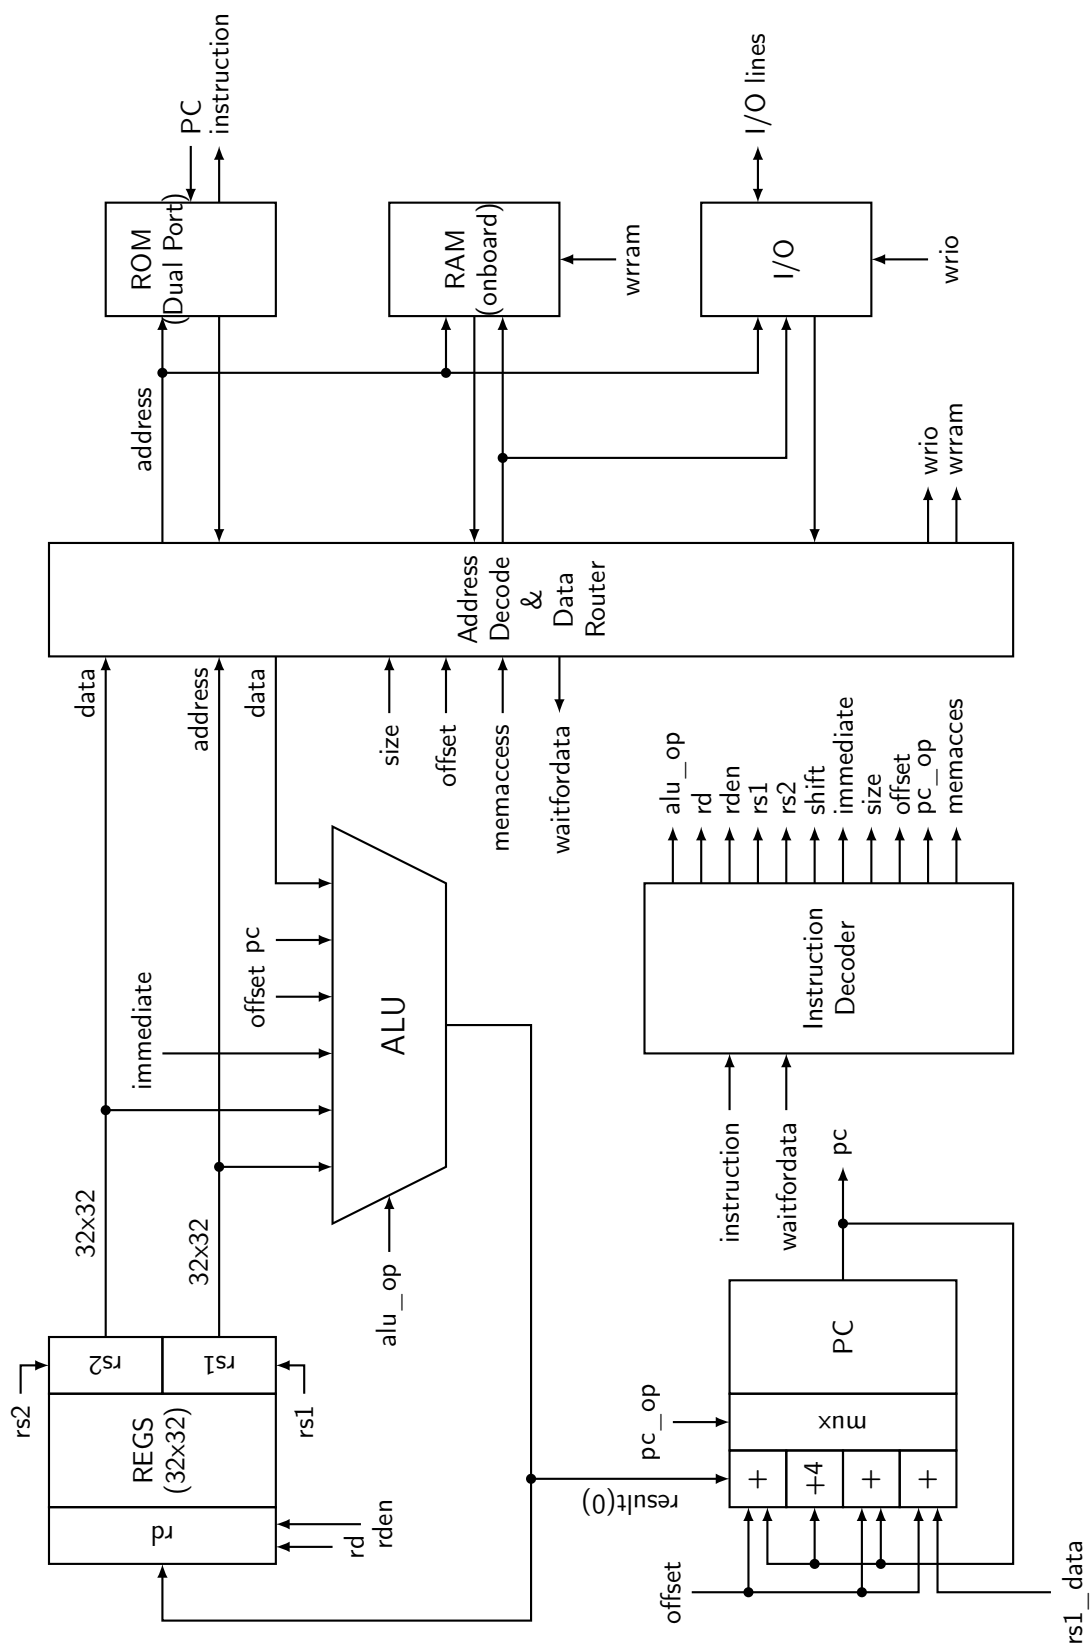 rs2
rs2
rs1
rs1
REGS
(32x32)
rd
rd
rden
32x32
32x32
immediate
offset
pc
ALU
alu_op
data
address
data
size
offset
memaccess
waitfordata
Address
Decode
&
Data
Router
address
ROM
(Dual Port)
PC
instruction
RAM
(onboard)
wrram
I/O
I/O lines
wrio
wrio
wrram
offset
rs1_data
result(0)
+
+4
+
+
pc_op
mux
PC
pc
instruction
waitfordata
Instruction
Decoder
alu_op
rd
rden
rs1
rs2
shift
immediate
size
offset
pc_op
memacces